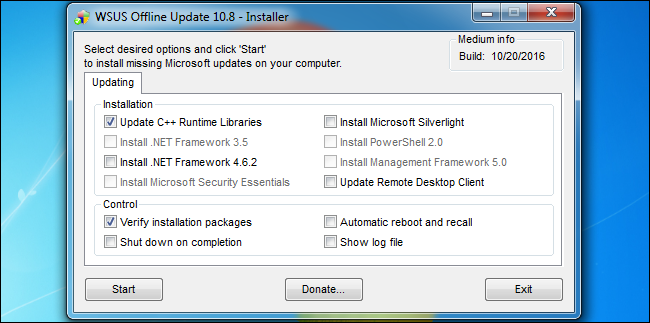 WSUS Offline Update 10.8 - Installer
Select desired options and click 'Start'
to install missing Microsoft updates on your computer.
Medium info
Build: 10/20/2016
Updating
Installation
Update C++ Runtime Libraries
Install Microsoft Silverlight
Install .NET Framework 3.5
Install PowerShell 2.0
Install .NET Framework 4.6.2
Install Management Framework 5.0
Install Microsoft Security Essentials
Update Remote Desktop Client
Control
Verify installation packages
Automatic reboot and recall
Shut down on completion
Show log file
Start
Donate...
Exit